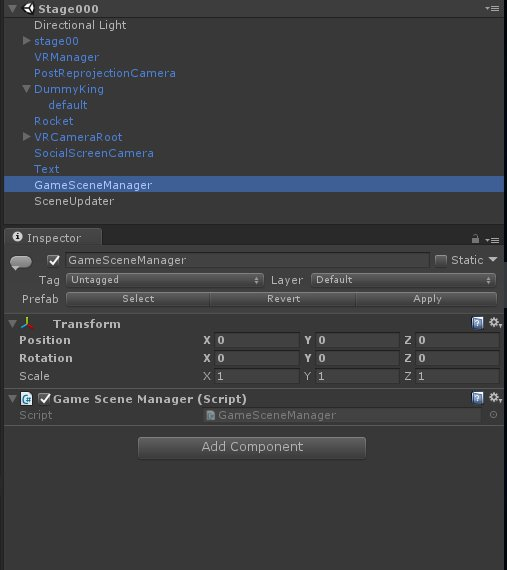 Stage000
Directional Light
stage00
VRManager
PostReprojectionCamera
DummyKing
default
Rocket
VRCameraRoot
SocialScreenCamera
Text
GameSceneManager
SceneUpdater
Inspector
GameSceneManager Static
Tag Untagged Layer Default
Prefab Select Revert Apply
Transform
Position X 0 Y 0 Z 0
Rotation X 0 Y 0 Z 0
Scale X 1 Y 1 Z 1
C# Game Scene Manager (Script)
Script GameSceneManager
Add Component